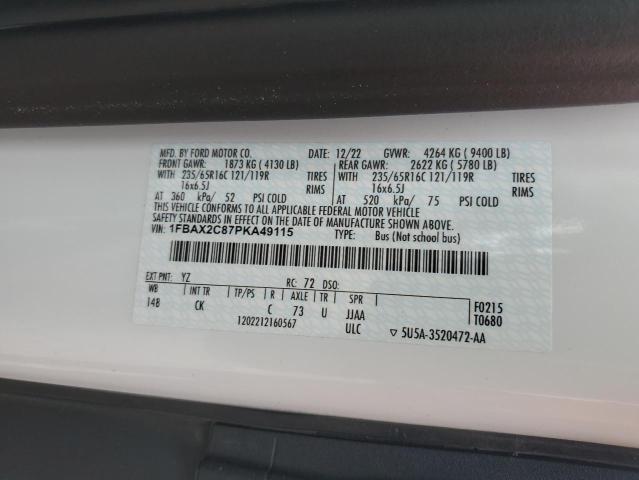 MFD. BY FORD MOTOR CO. DATE: 12/22 GVWR: 4264 KG ( 9400 LB)
FRONT GAWR: 1873 KG ( 4130 LB) REAR GAWR: 2622 KG ( 5780 LB)
WITH 235/65R16C 121/119R TIRES WITH 235/65R16C 121/119R TIRES
16x6.5J RIMS 16x6.5J RIMS
AT 360 kPa/ 52 PSI COLD AT 520 kPa/ 75 PSI COLD
THIS VEHICLE CONFORMS TO ALL APPLICABLE FEDERAL MOTOR VEHICLE
SAFETY STANDARDS IN EFFECT ON THE DATE OF MANUFACTURE SHOWN ABOVE.
VIN: 1FBAX2C87PKA49115 TYPE: Bus (Not school bus)
EXT PNT: YZ RC: 72 DSO:
WB INT TR TP/PS R AXLE TR SPR F0215
148 CK C 73 U JJAA T0680
1202212160567 ULC ▽ 5U5A-3520472-AA